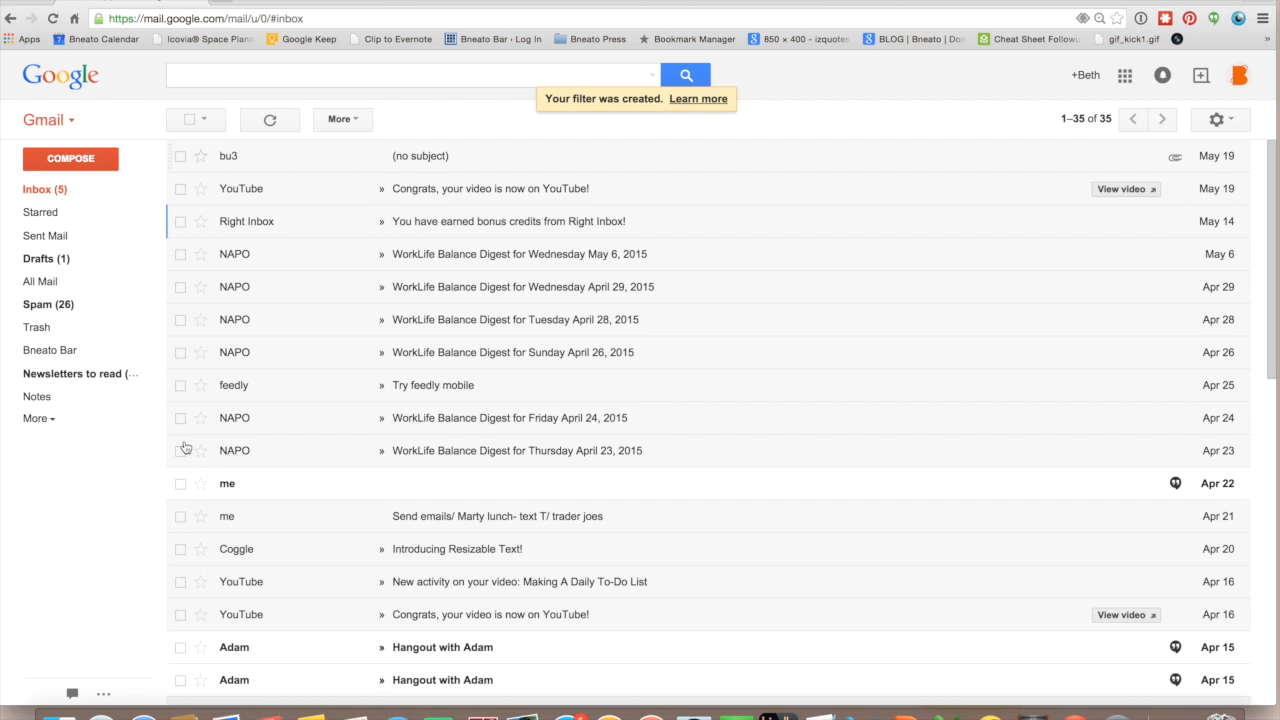 https://mail.google.com/mail/u/0/#inbox
Apps Bneato Calendar Icovia® Space Plan Google Keep Clip to Evernote Bneato Bar ‹ Log In Bneato Press Bookmark Manager 850 × 400 - izquotes BLOG | Bneato | Dom Cheat Sheet Followu gif_kick1.gif »
Google
+Beth
Your filter was created. Learn more
Gmail
More
1–35 of 35
COMPOSE
Inbox (5)
Starred
Sent Mail
Drafts (1)
All Mail
Spam (26)
Trash
Bneato Bar
Newsletters to read (...
Notes
More
bu3 (no subject) May 19
YouTube » Congrats, your video is now on YouTube! View video May 19
Right Inbox » You have earned bonus credits from Right Inbox! May 14
NAPO » WorkLife Balance Digest for Wednesday May 6, 2015 May 6
NAPO » WorkLife Balance Digest for Wednesday April 29, 2015 Apr 29
NAPO » WorkLife Balance Digest for Tuesday April 28, 2015 Apr 28
NAPO » WorkLife Balance Digest for Sunday April 26, 2015 Apr 26
feedly » Try feedly mobile Apr 25
NAPO » WorkLife Balance Digest for Friday April 24, 2015 Apr 24
NAPO » WorkLife Balance Digest for Thursday April 23, 2015 Apr 23
me Apr 22
me Send emails/ Marty lunch- text T/ trader joes Apr 21
Coggle » Introducing Resizable Text! Apr 20
YouTube » New activity on your video: Making A Daily To-Do List Apr 16
YouTube » Congrats, your video is now on YouTube! View video Apr 16
Adam » Hangout with Adam Apr 15
Adam » Hangout with Adam Apr 15